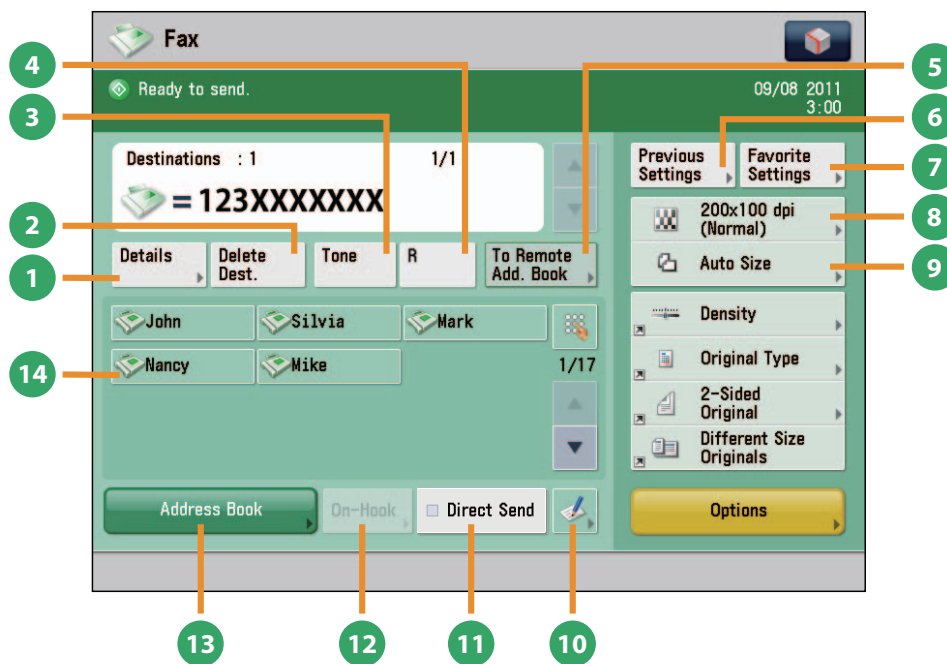 Fax
Ready to send.
09/08 2011
3:00
Destinations : 1
1/1
= 123XXXXXXX
Details
Delete
Dest.
Tone
R
To Remote
Add. Book
John
Silvia
Mark
Nancy
Mike
1/17
Address Book
On-Hook
Direct Send
Previous
Settings
Favorite
Settings
200x100 dpi
(Normal)
Auto Size
Density
Original Type
2-Sided
Original
Different Size
Originals
Options
1
2
3
4
5
6
7
8
9
10
11
12
13
14